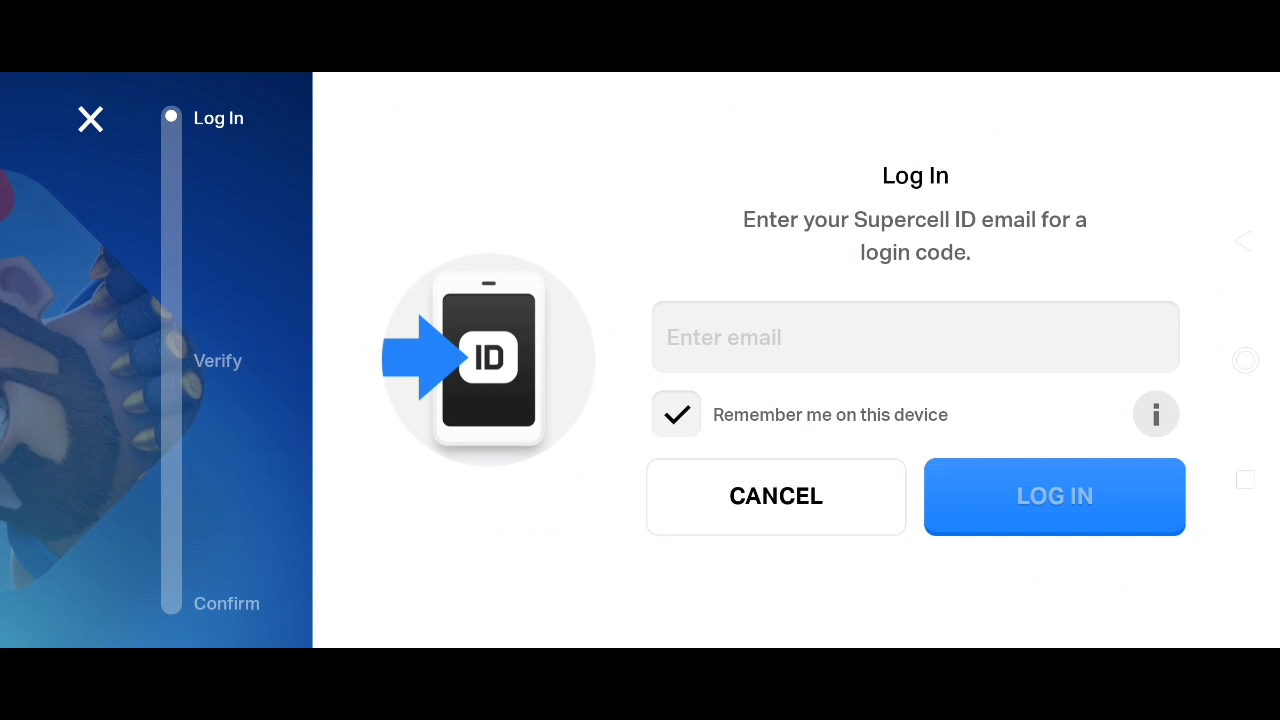 Log In
Verify
Confirm
ID
Log In
Enter your Supercell ID email for a
login code.
Enter email
Remember me on this device
i
CANCEL
LOG IN